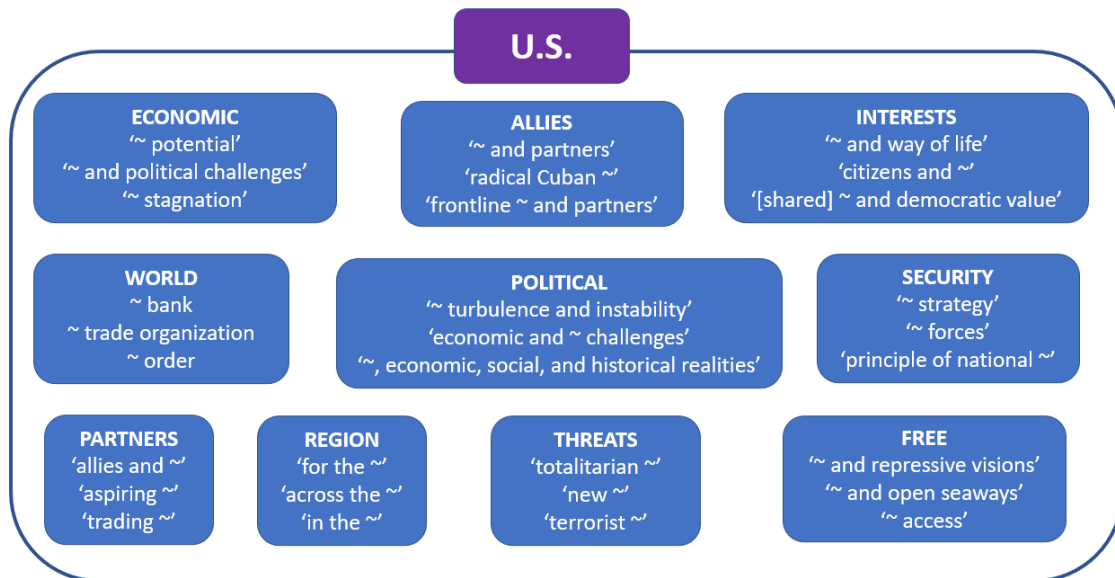 U.S.
ECONOMIC
‘~ potential’
‘~ and political challenges’
‘~ stagnation’
ALLIES
‘~ and partners’
‘radical Cuban ~’
‘frontline ~ and partners’
INTERESTS
‘~ and way of life’
‘citizens and ~’
‘[shared] ~ and democratic value’
WORLD
~ bank
~ trade organization
~ order
POLITICAL
‘~ turbulence and instability’
‘economic and ~ challenges’
‘~, economic, social, and historical realities’
SECURITY
‘~ strategy’
‘~ forces’
‘principle of national ~’
PARTNERS
‘allies and ~’
‘aspiring ~’
‘trading ~’
REGION
‘for the ~’
‘across the ~’
‘in the ~’
THREATS
‘totalitarian ~’
‘new ~’
‘terrorist ~’
FREE
‘~ and repressive visions’
‘~ and open seaways’
‘~ access’